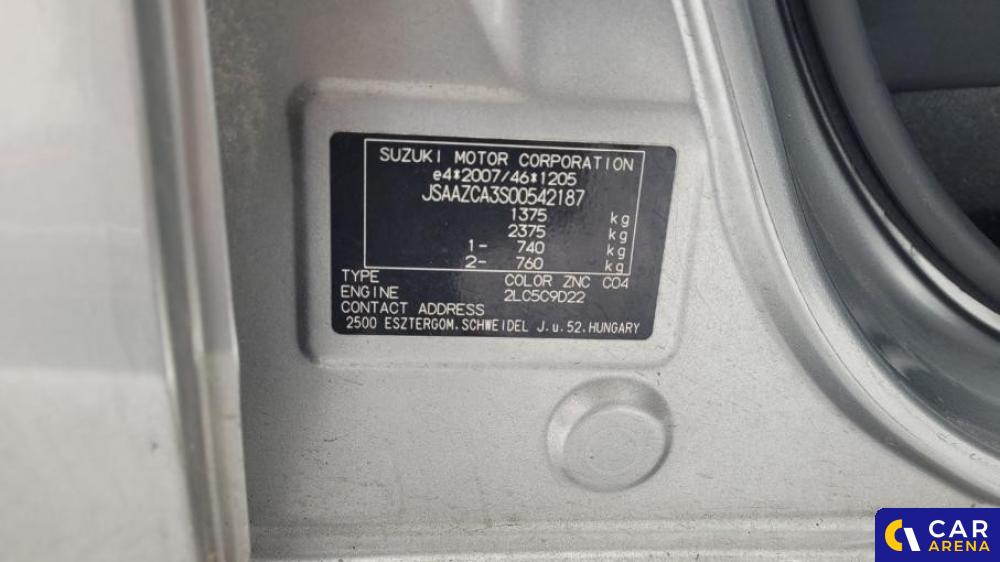 SUZUKI MOTOR CORPORATION
e4*2007/46*1205
JSAAZCA3S00542187
1375 kg
2375 kg
1- 740 kg
2- 760 kg
TYPE COLOR ZNC C04
ENGINE 2LC5C9D22
CONTACT ADDRESS
2500 ESZTERGOM.SCHWEIDEL J.u.52.HUNGARY
CAR
ARENA